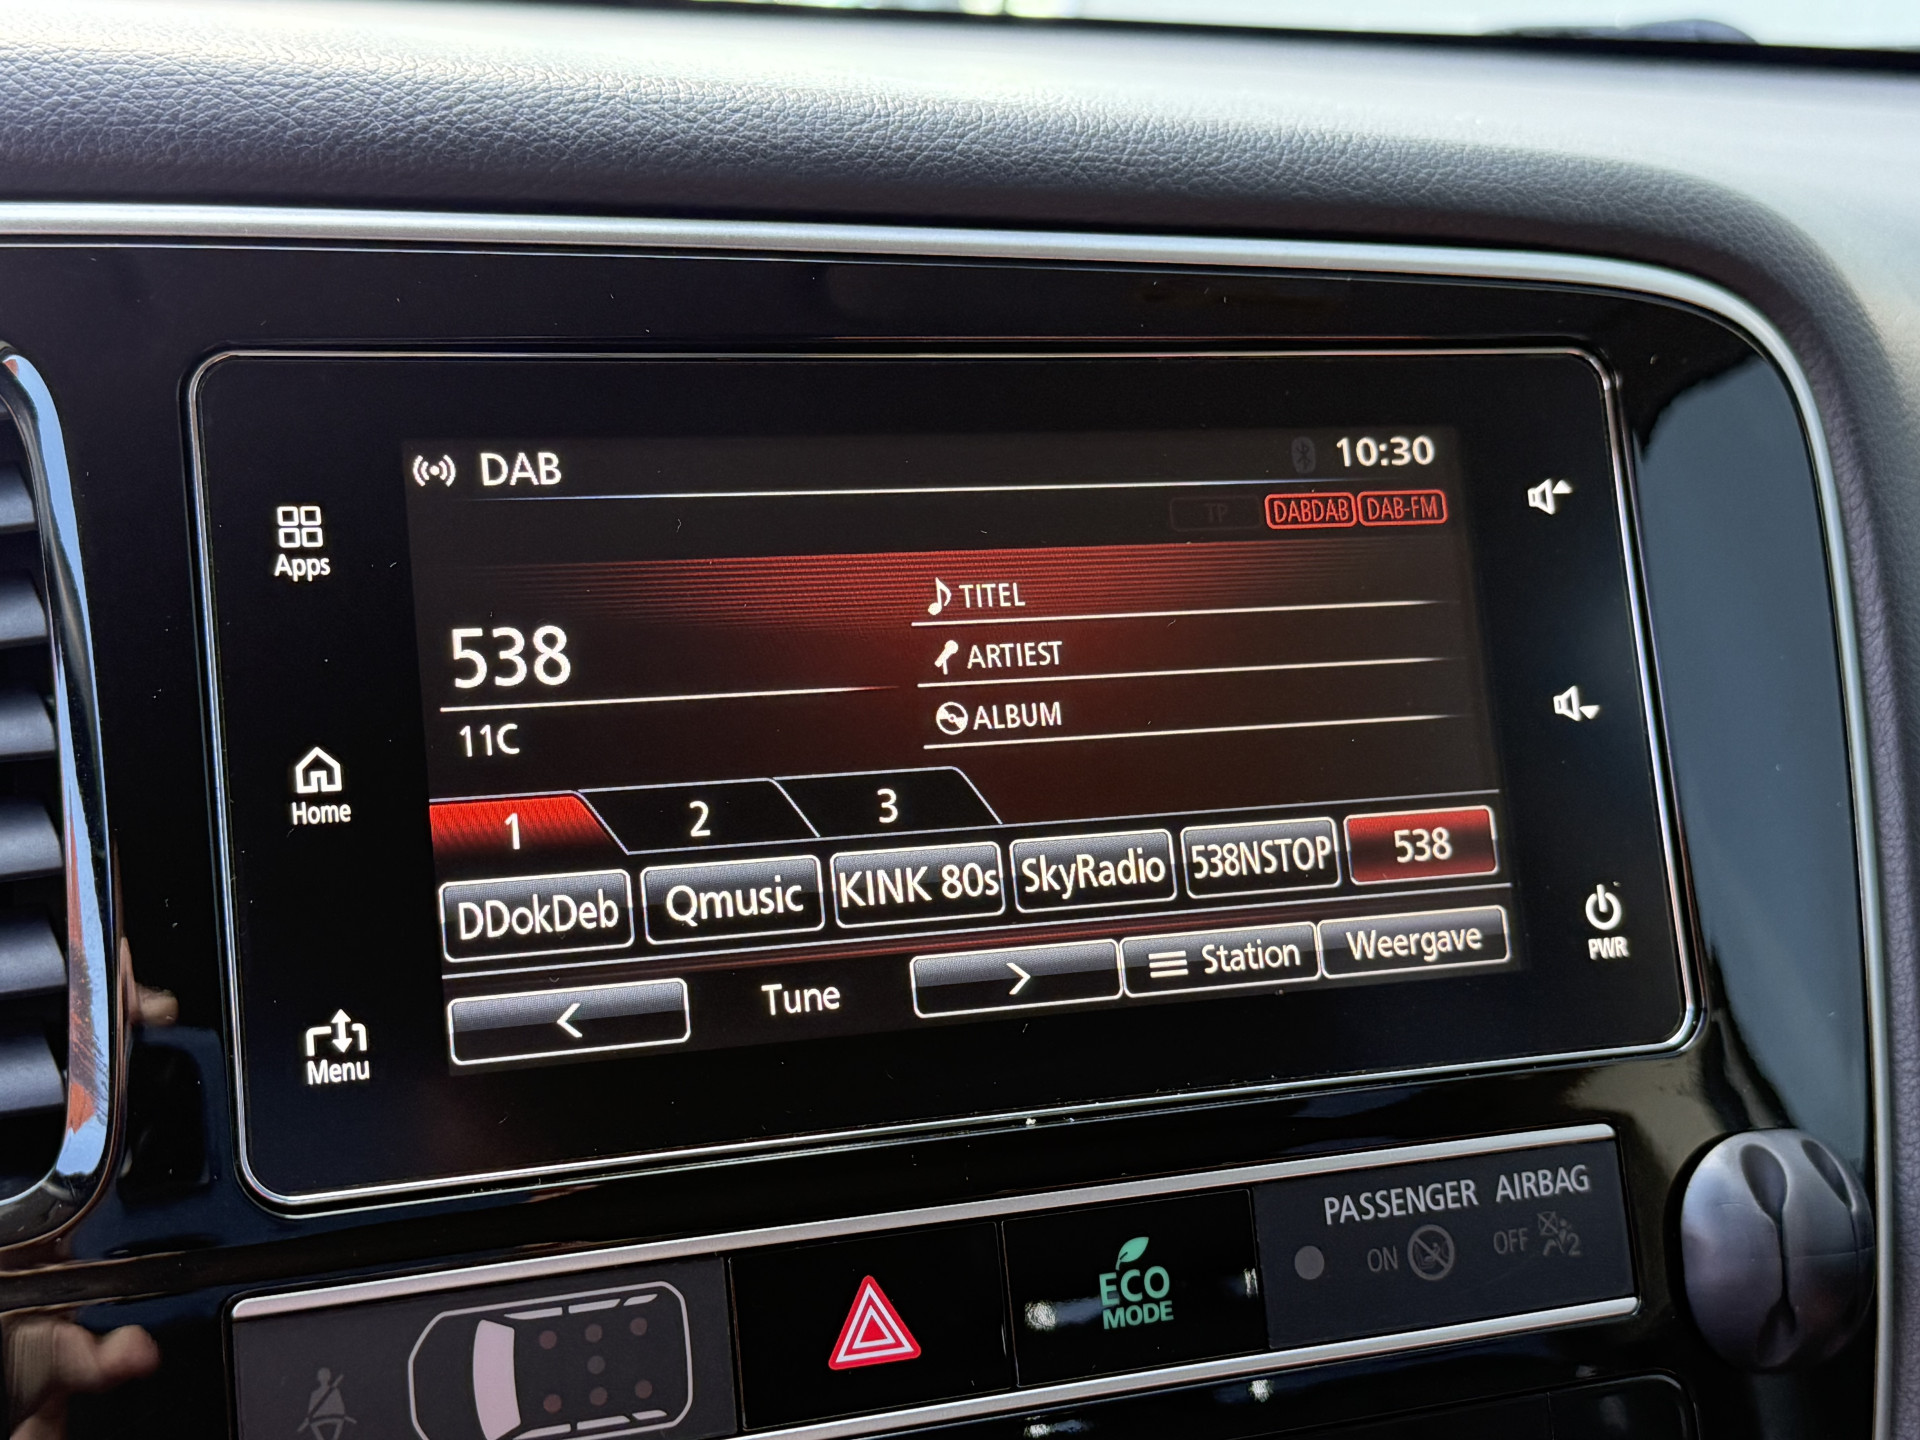 DAB 10:30
TP DABDAB DAB-FM
Apps
TITEL
538
ARTIEST
11C
ALBUM
Home
1 2 3
DDokDeb Qmusic KINK 80s SkyRadio 538NSTOP 538
< Tune > Station Weergave
PWR
Menu
PASSENGER AIRBAG
ON OFF 2
ECO
MODE